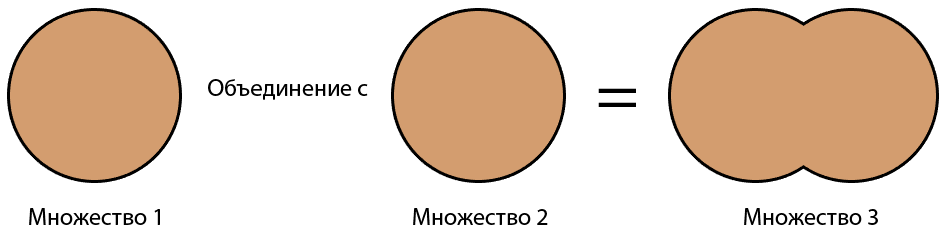 Объединение с
=
Множество 1
Множество 2
Множество 3